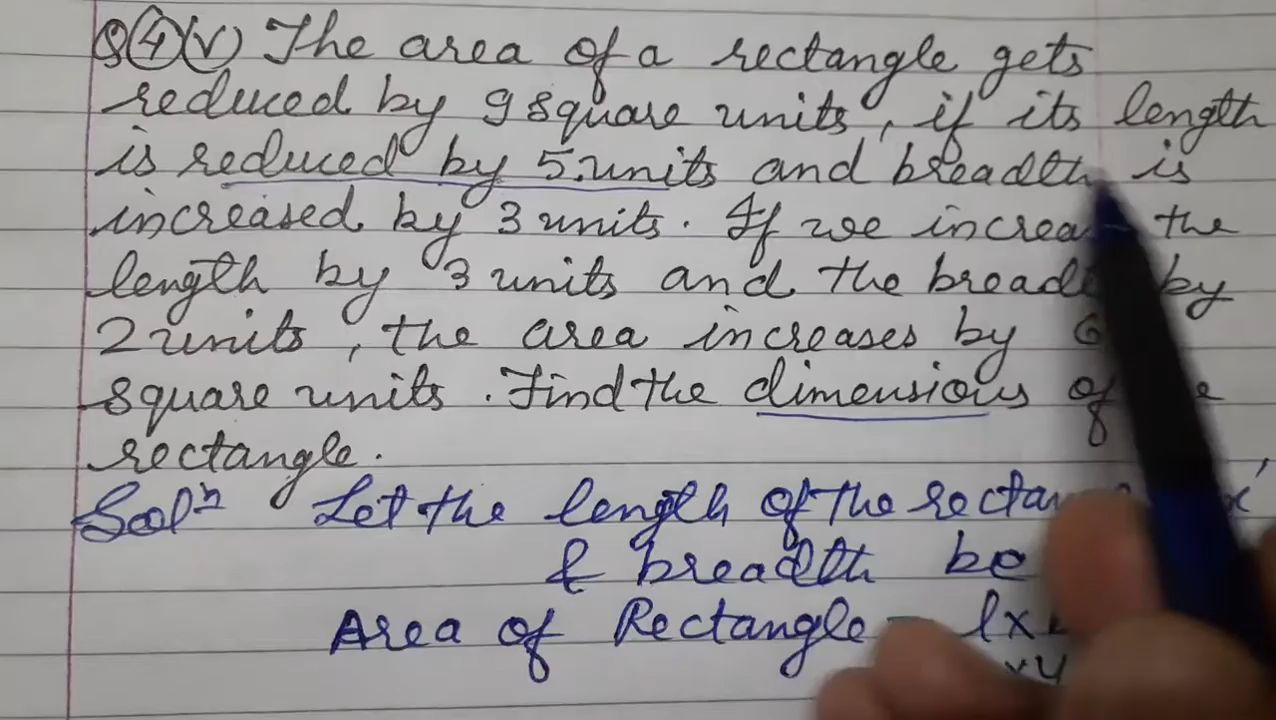 Q④(v) The area of a rectangle gets
reduced by 9 square units, if its length
is reduced by 5 units and breadth is
increased by 3 units. If we the
length by 3 units and the by
2 units, the area increases by
square units. Find the dimensions of
rectangle.
Solⁿ Let the length of the 'x'
& breadth be
Area of Rectangle = l×
xy